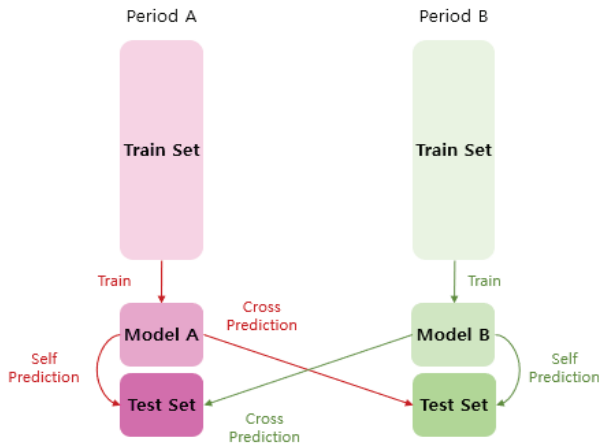 Period A
Period B
Train Set
Train Set
Train
Train
Cross
Prediction
Model A
Model B
Self
Prediction
Self
Prediction
Test Set
Test Set
Cross
Prediction